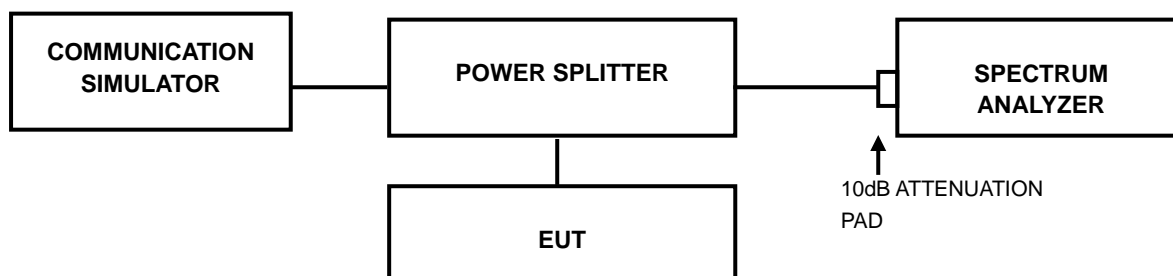 COMMUNICATION
SIMULATOR
POWER SPLITTER
SPECTRUM
ANALYZER
10dB ATTENUATION
PAD
EUT